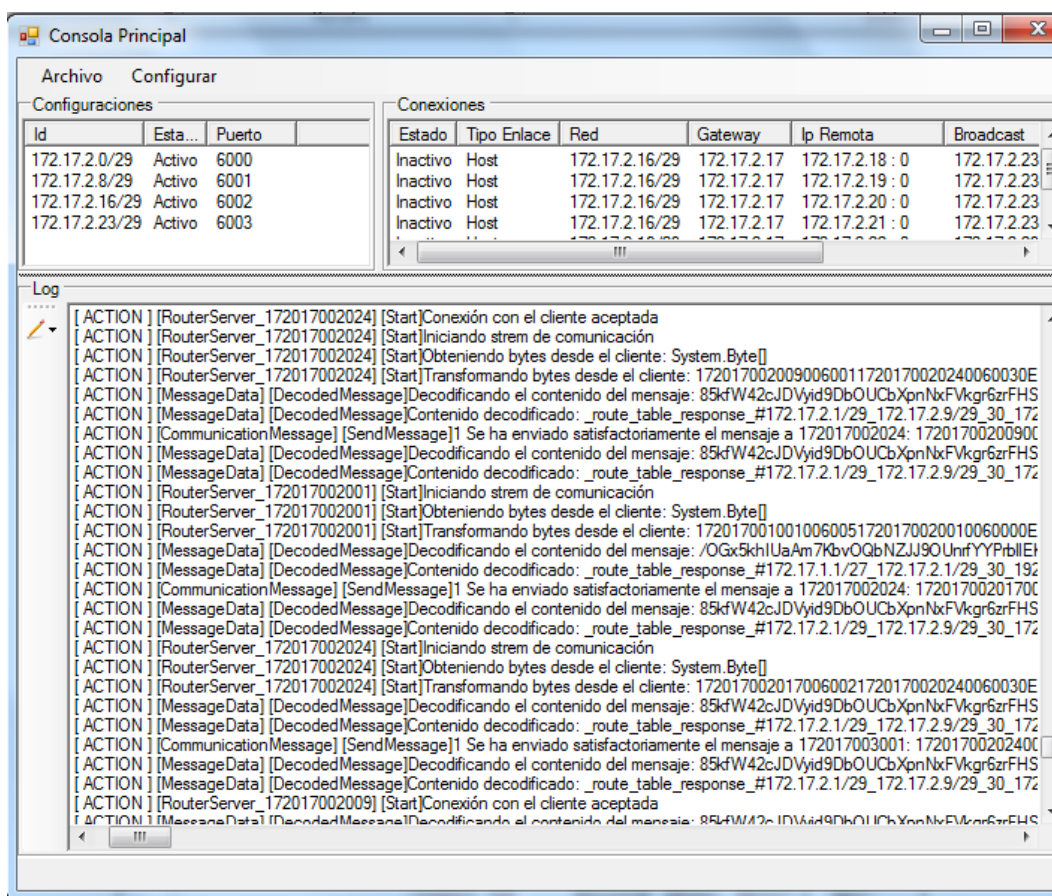 Consola Principal
Archivo Configurar
Configuraciones
Id Esta... Puerto
172.17.2.0/29 Activo 6000
172.17.2.8/29 Activo 6001
172.17.2.16/29 Activo 6002
172.17.2.23/29 Activo 6003
Conexiones
Estado Tipo Enlace Red Gateway Ip Remota Broadcast
Inactivo Host 172.17.2.16/29 172.17.2.17 172.17.2.18 : 0 172.17.2.23
Inactivo Host 172.17.2.16/29 172.17.2.17 172.17.2.19 : 0 172.17.2.23
Inactivo Host 172.17.2.16/29 172.17.2.17 172.17.2.20 : 0 172.17.2.23
Inactivo Host 172.17.2.16/29 172.17.2.17 172.17.2.21 : 0 172.17.2.23
Log
[ ACTION ] [RouterServer_172017002024] [Start]Conexión con el cliente aceptada
[ ACTION ] [RouterServer_172017002024] [Start]Iniciando strem de comunicación
[ ACTION ] [RouterServer_172017002024] [Start]Obteniendo bytes desde el cliente: System.Byte[]
[ ACTION ] [RouterServer_172017002024] [Start]Transformando bytes desde el cliente: 1720170020090060011720170020240060030E
[ ACTION ] [MessageData] [DecodedMessage]Decodificando el contenido del mensaje: 85kfW42cJDVyid9DbOUCbXpnNxFVkgr6zrFHS
[ ACTION ] [MessageData] [DecodedMessage]Contenido decodificado: _route_table_response_#172.17.2.1/29_172.17.2.9/29_30_172
[ ACTION ] [CommunicationMessage] [SendMessage]1 Se ha enviado satisfactoriamente el mensaje a 172017002024: 17201700200900
[ ACTION ] [MessageData] [DecodedMessage]Decodificando el contenido del mensaje: 85kfW42cJDVyid9DbOUCbXpnNxFVkgr6zrFHS
[ ACTION ] [MessageData] [DecodedMessage]Contenido decodificado: _route_table_response_#172.17.2.1/29_172.17.2.9/29_30_172
[ ACTION ] [RouterServer_172017002001] [Start]Iniciando strem de comunicación
[ ACTION ] [RouterServer_172017002001] [Start]Obteniendo bytes desde el cliente: System.Byte[]
[ ACTION ] [RouterServer_172017002001] [Start]Transformando bytes desde el cliente: 1720170010010060051720170020010060000E
[ ACTION ] [MessageData] [DecodedMessage]Decodificando el contenido del mensaje:
[ ACTION ] [MessageData] [DecodedMessage]Contenido decodificado: _route_table_response_#172.17.1.1/27_172.17.2.1/29_30_192
[ ACTION ] [CommunicationMessage] [SendMessage]1 Se ha enviado satisfactoriamente el mensaje a 172017002024: 17201700201700
[ ACTION ] [MessageData] [DecodedMessage]Decodificando el contenido del mensaje: 85kfW42cJDVyid9DbOUCbXpnNxFVkgr6zrFHS
[ ACTION ] [MessageData] [DecodedMessage]Contenido decodificado: _route_table_response_#172.17.2.1/29_172.17.2.9/29_30_172
[ ACTION ] [RouterServer_172017002024] [Start]Iniciando strem de comunicación
[ ACTION ] [RouterServer_172017002024] [Start]Obteniendo bytes desde el cliente: System.Byte[]
[ ACTION ] [RouterServer_172017002024] [Start]Transformando bytes desde el cliente: 1720170020170060021720170020240060030E
[ ACTION ] [MessageData] [DecodedMessage]Decodificando el contenido del mensaje: 85kfW42cJDVyid9DbOUCbXpnNxFVkgr6zrFHS
[ ACTION ] [MessageData] [DecodedMessage]Contenido decodificado: _route_table_response_#172.17.2.1/29_172.17.2.9/29_30_172
[ ACTION ] [CommunicationMessage] [SendMessage]1 Se ha enviado satisfactoriamente el mensaje a 172017003001: 17201700202400
[ ACTION ] [MessageData] [DecodedMessage]Decodificando el contenido del mensaje: 85kfW42cJDVyid9DbOUCbXpnNxFVkgr6zrFHS
[ ACTION ] [MessageData] [DecodedMessage]Contenido decodificado: _route_table_response_#172.17.2.1/29_172.17.2.9/29_30_172
[ ACTION ] [RouterServer_172017002009] [Start]Conexión con el cliente aceptada
[ ACTION ] [MessageData] [DecodedMessage]Decodificando el contenido del mensaje: 85kfW42cJDVyid9DbOUCbXpnNxFVkgr6zrFHS